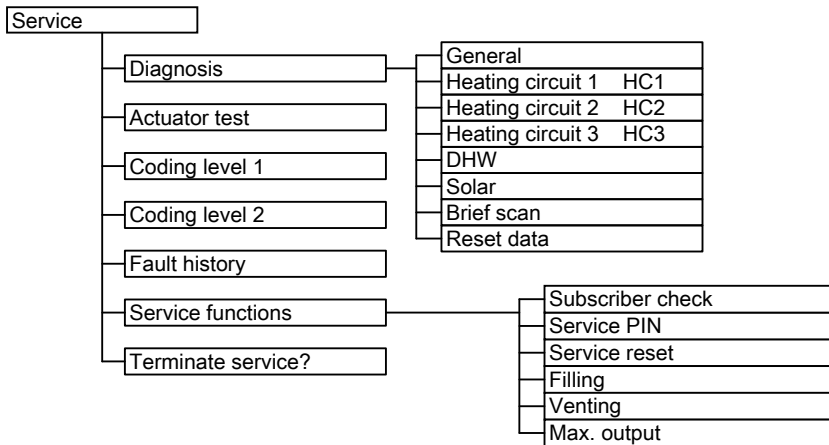 Service
Diagnosis
Actuator test
Coding level 1
Coding level 2
Fault history
Service functions
Terminate service?
General
Heating circuit 1 HC1
Heating circuit 2 HC2
Heating circuit 3 HC3
DHW
Solar
Brief scan
Reset data
Subscriber check
Service PIN
Service reset
Filling
Venting
Max. output